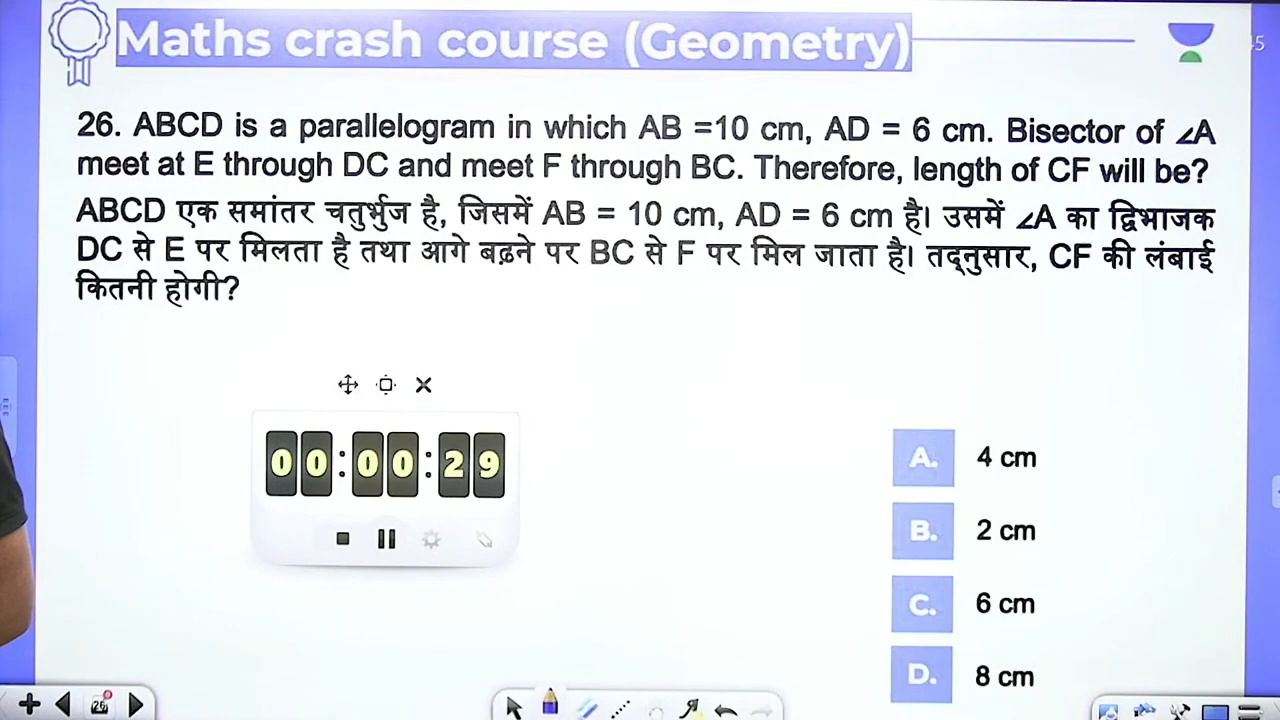 Maths crash course (Geometry)
26. ABCD is a parallelogram in which AB =10 cm, AD = 6 cm. Bisector of ∠A
meet at E through DC and meet F through BC. Therefore, length of CF will be?
ABCD एक समांतर चतुर्भुज है, जिसमें AB = 10 cm, AD = 6 cm है। उसमें ∠A का द्विभाजक
DC से E पर मिलता है तथा आगे बढ़ने पर BC से F पर मिल जाता है। तद्नुसार, CF की लंबाई
कितनी होगी?
00:00:29
A. 4 cm
B. 2 cm
C. 6 cm
D. 8 cm
26